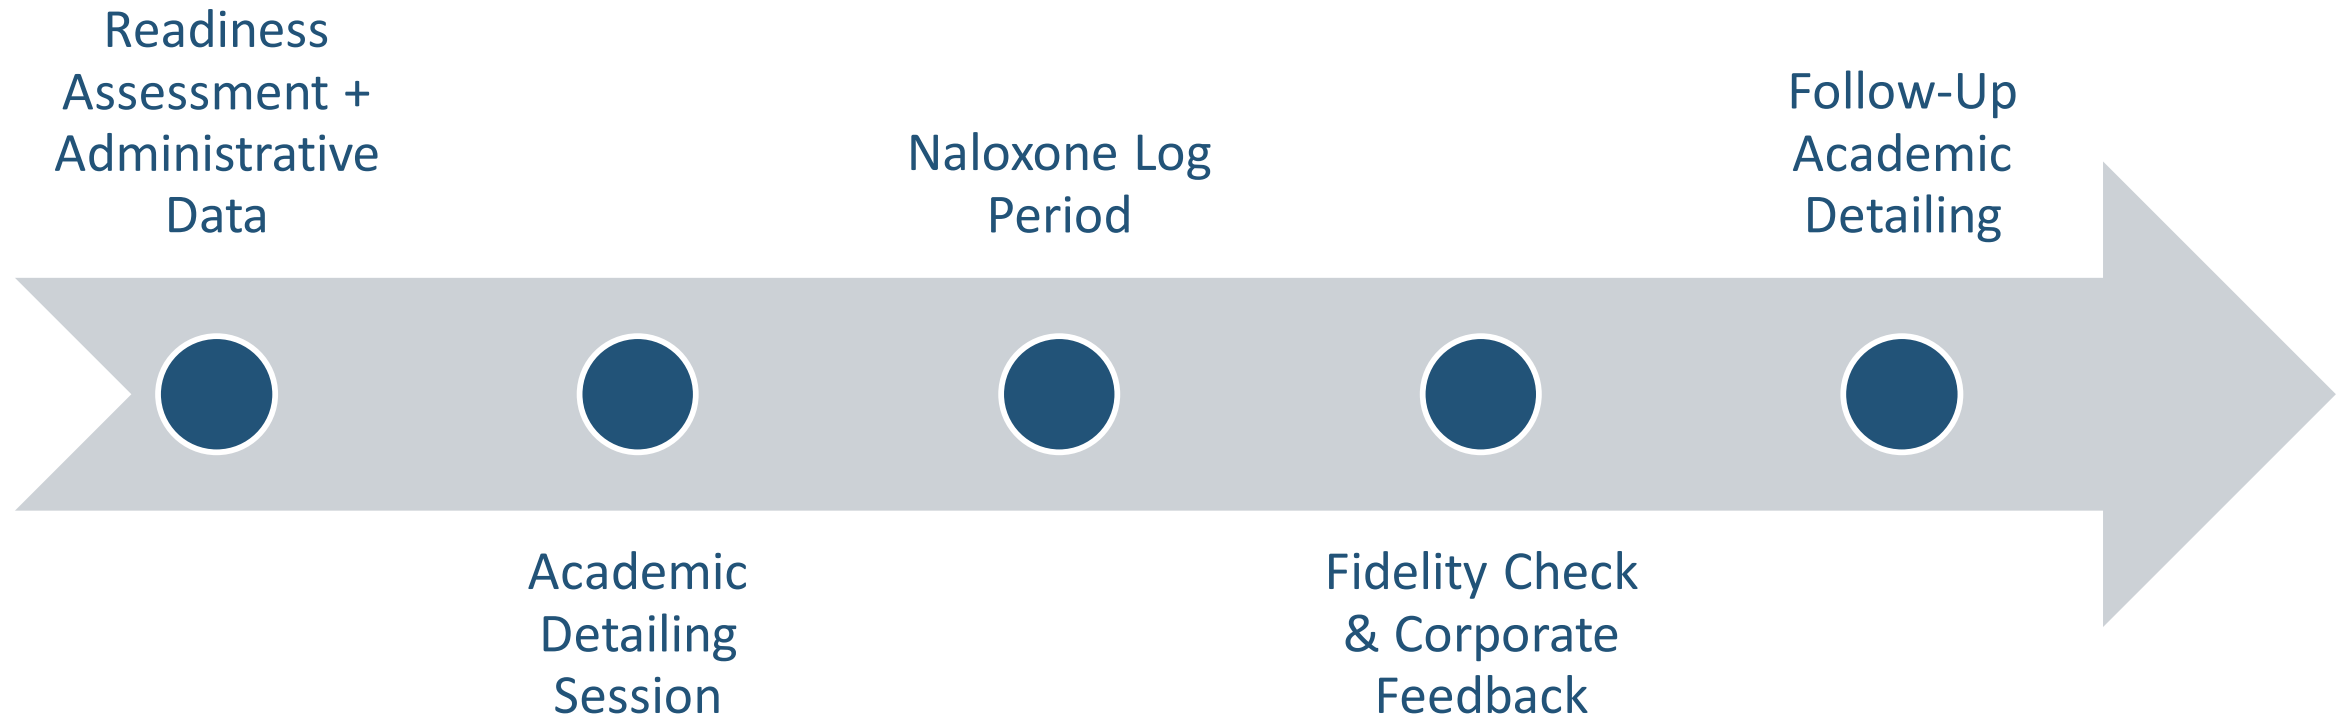 Readiness
Assessment +
Administrative
Data
Academic
Detailing
Session
Naloxone Log
Period
Fidelity Check
& Corporate
Feedback
Follow-Up
Academic
Detailing